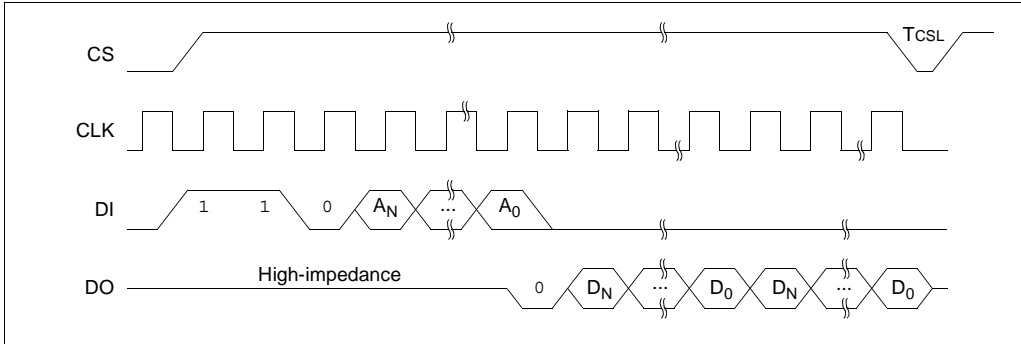 CS TCSL
CLK
DI 1 1 0 AN ... A0
High-impedance
DO 0 DN ... D0 DN ... D0